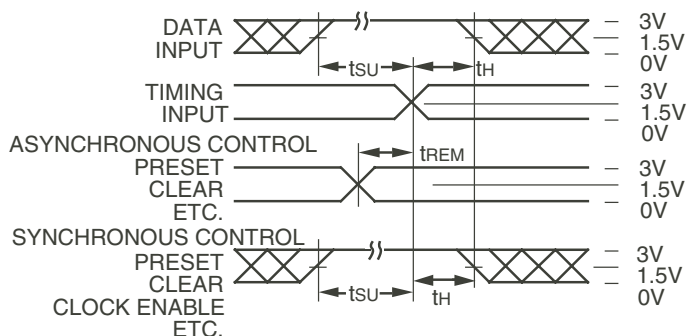 DATA
INPUT
tSU
tH
3V
1.5V
0V
TIMING
INPUT
3V
1.5V
0V
ASYNCHRONOUS CONTROL
PRESET
CLEAR
ETC.
tREM
3V
1.5V
0V
SYNCHRONOUS CONTROL
PRESET
CLEAR
CLOCK ENABLE
ETC.
tSU
tH
3V
1.5V
0V